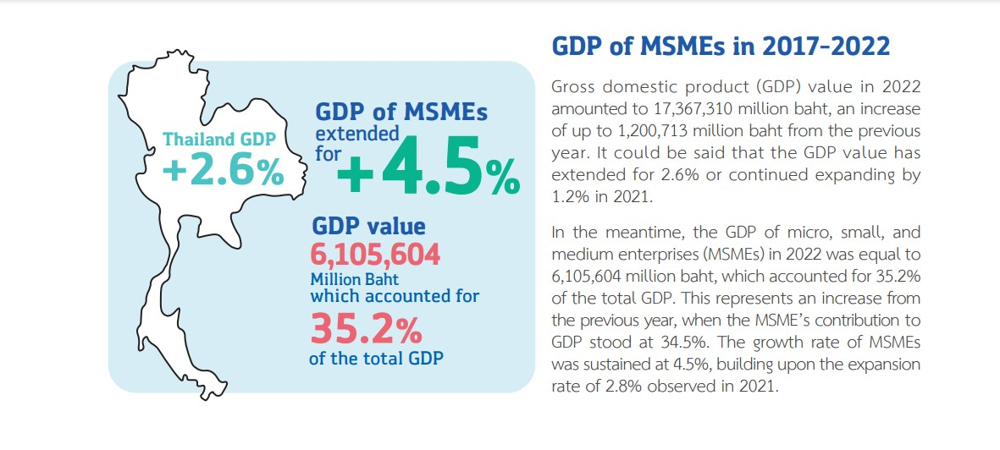 Thailand GDP
+2.6%
GDP of MSMEs
extended
for +4.5%
GDP value
6,105,604
Million Baht
which accounted for
35.2%
of the total GDP
GDP of MSMEs in 2017-2022
Gross domestic product (GDP) value in 2022
amounted to 17,367,310 million baht, an increase
of up to 1,200,713 million baht from the previous
year. It could be said that the GDP value has
extended for 2.6% or continued expanding by
1.2% in 2021.
In the meantime, the GDP of micro, small, and
medium enterprises (MSMEs) in 2022 was equal to
6,105,604 million baht, which accounted for 35.2%
of the total GDP. This represents an increase from
the previous year, when the MSME’s contribution to
GDP stood at 34.5%. The growth rate of MSMEs
was sustained at 4.5%, building upon the expansion
rate of 2.8% observed in 2021.